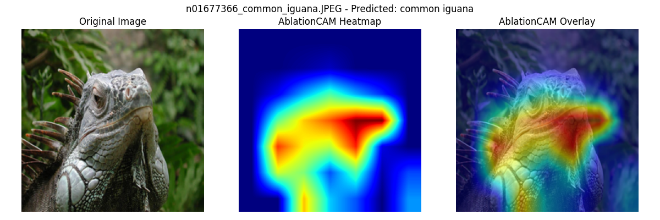 n01677366_common_iguana.JPEG - Predicted: common iguana
Original Image
AblationCAM Heatmap
AblationCAM Overlay